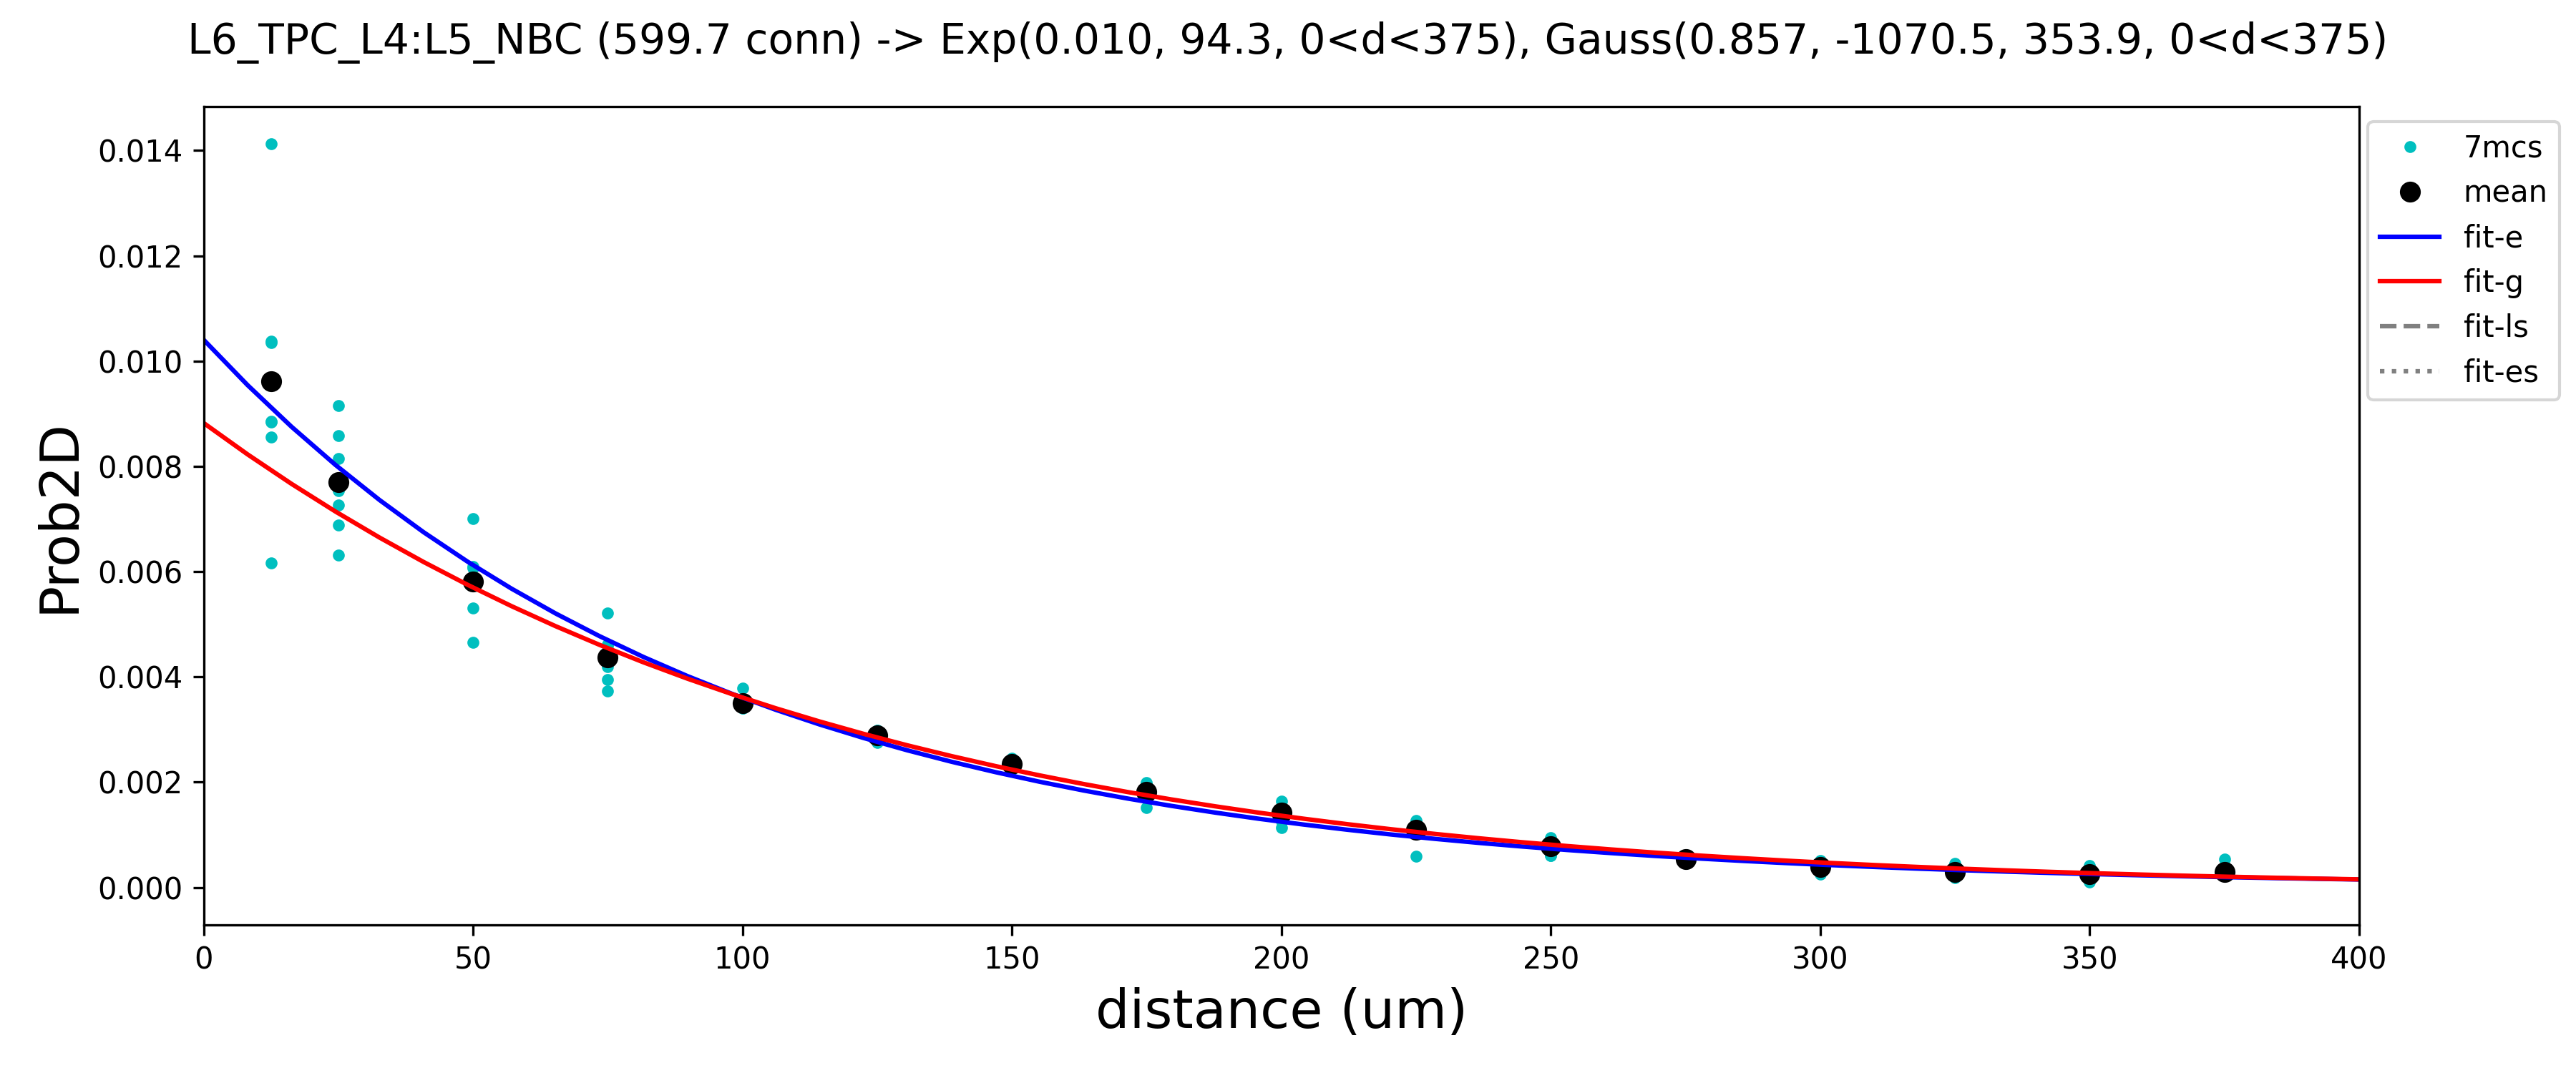 L6_TPC_L4:L5_NBC (599.7 conn) -> Exp(0.010, 94.3, 0<d<375), Gauss(0.857, -1070.5, 353.9, 0<d<375)
0.014
0.012
0.010
0.008
0.006
0.004
0.002
0.000
Prob2D
0 50 100 150 200 250 300 350 400
distance (um)
7mcs
mean
fit-e
fit-g
fit-ls
fit-es